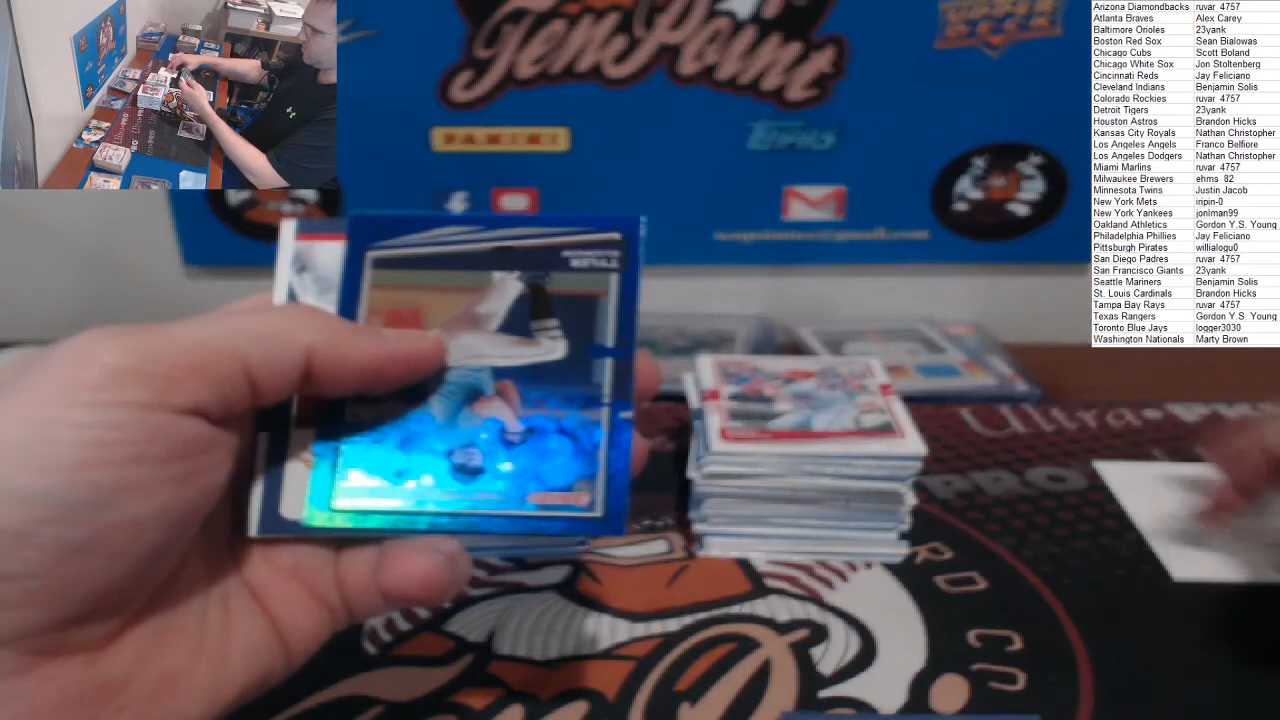 Ten Point
UPPER DECK
PANINI
Topps
Arizona Diamondbacks ruvar 4757
Atlanta Braves Alex Carey
Baltimore Orioles 23yank
Boston Red Sox Sean Bialowas
Chicago Cubs Scott Boland
Chicago White Sox Jon Stoltenberg
Cincinnati Reds Jay Feliciano
Cleveland Indians Benjamin Solis
Colorado Rockies ruvar 4757
Detroit Tigers 23yank
Houston Astros Brandon Hicks
Kansas City Royals Nathan Christopher
Los Angeles Angels Franco Belfiore
Los Angeles Dodgers Nathan Christopher
Miami Marlins ruvar 4757
Milwaukee Brewers ehms 82
Minnesota Twins Justin Jacob
New York Mets iripin-0
New York Yankees jonlman99
Oakland Athletics Gordon Y.S. Young
Philadelphia Phillies Jay Feliciano
Pittsburgh Pirates willialogu0
San Diego Padres ruvar 4757
San Francisco Giants 23yank
Seattle Mariners Benjamin Solis
St. Louis Cardinals Brandon Hicks
Tampa Bay Rays ruvar 4757
Texas Rangers Gordon Y.S. Young
Toronto Blue Jays logger3030
Washington Nationals Marty Brown
Ultra PRO
PRO